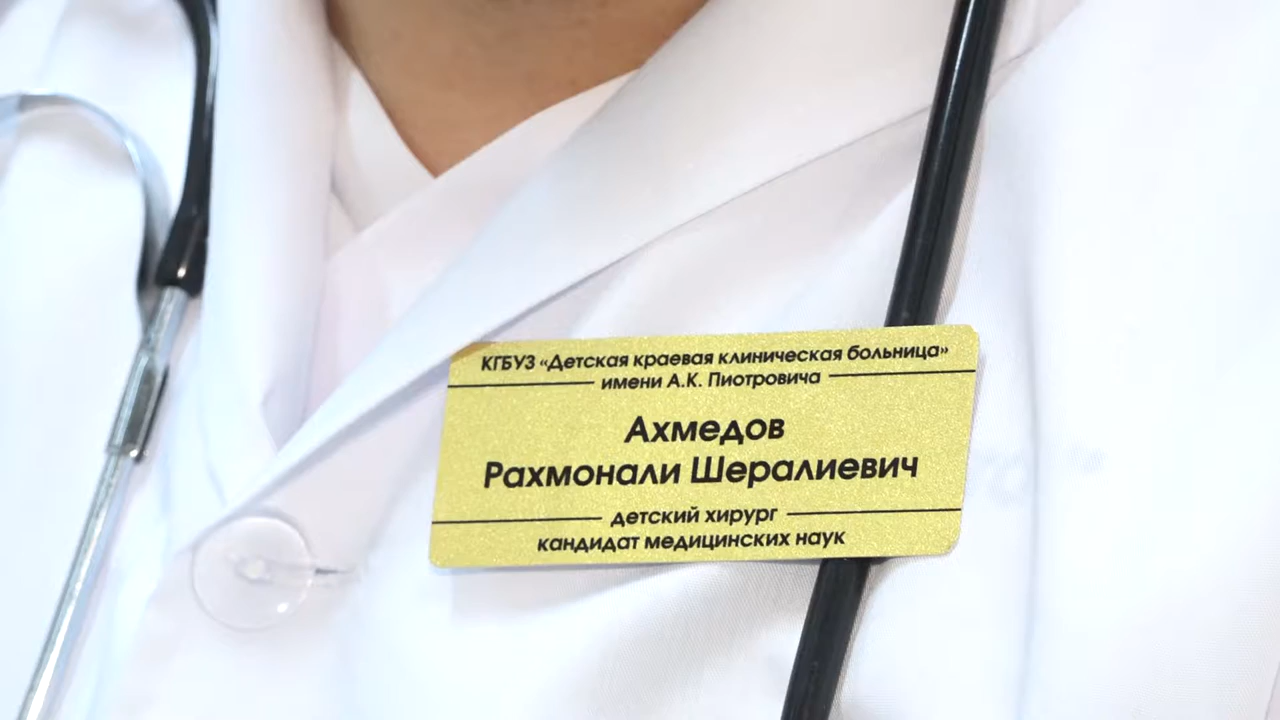 КГБУЗ «Детская краевая клиническая больница»
имени А.К. Пиотровича
Ахмедов
Рахмонали Шералиевич
детский хирург
кандидат медицинских наук